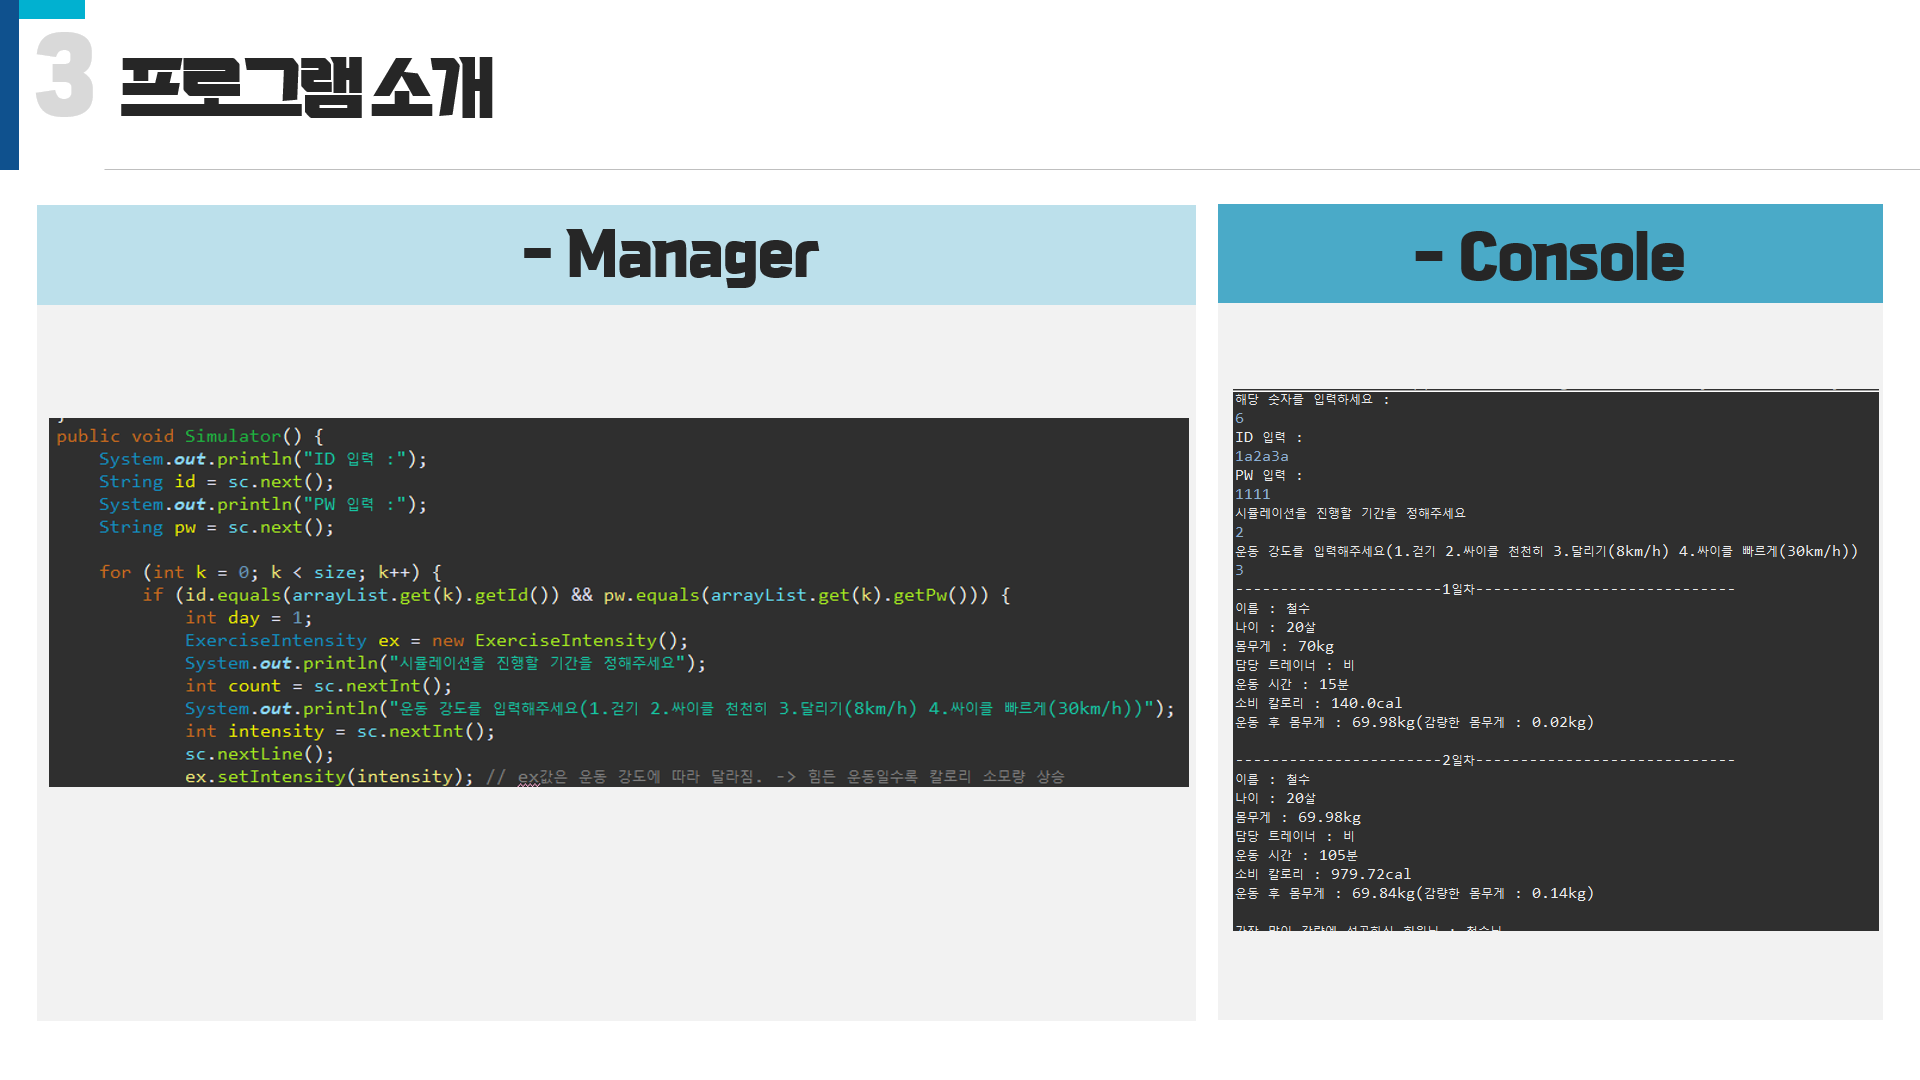 3 프로그램 소개
- Manager
public void Simulator() {
System.out.println("ID 입력 :");
String id = sc.next();
System.out.println("PW 입력 :");
String pw = sc.next();
for (int k = 0; k < size; k++) {
if (id.equals(arrayList.get(k).getId()) && pw.equals(arrayList.get(k).getPw())) {
int day = 1;
ExerciseIntensity ex = new ExerciseIntensity();
System.out.println("시뮬레이션을 진행할 기간을 정해주세요");
int count = sc.nextInt();
System.out.println("운동 강도를 입력해주세요(1.걷기 2.싸이클 천천히 3.달리기(8km/h) 4.싸이클 빠르게(30km/h))");
int intensity = sc.nextInt();
sc.nextLine();
ex.setIntensity(intensity); // ex값은 운동 강도에 따라 달라짐. -> 힘든 운동일수록 칼로리 소모량 상승
- Console
해당 숫자를 입력하세요 :
6
ID 입력 :
1a2a3a
PW 입력 :
1111
시뮬레이션을 진행할 기간을 정해주세요
2
운동 강도를 입력해주세요(1.걷기 2.싸이클 천천히 3.달리기(8km/h) 4.싸이클 빠르게(30km/h))
3
-----------------------1일차-----------------------------
이름 : 철수
나이 : 20살
몸무게 : 70kg
담당 트레이너 : 비
운동 시간 : 15분
소비 칼로리 : 140.0cal
운동 후 몸무게 : 69.98kg(감량한 몸무게 : 0.02kg)
-----------------------2일차-----------------------------
이름 : 철수
나이 : 20살
몸무게 : 69.98kg
담당 트레이너 : 비
운동 시간 : 105분
소비 칼로리 : 979.72cal
운동 후 몸무게 : 69.84kg(감량한 몸무게 : 0.14kg)